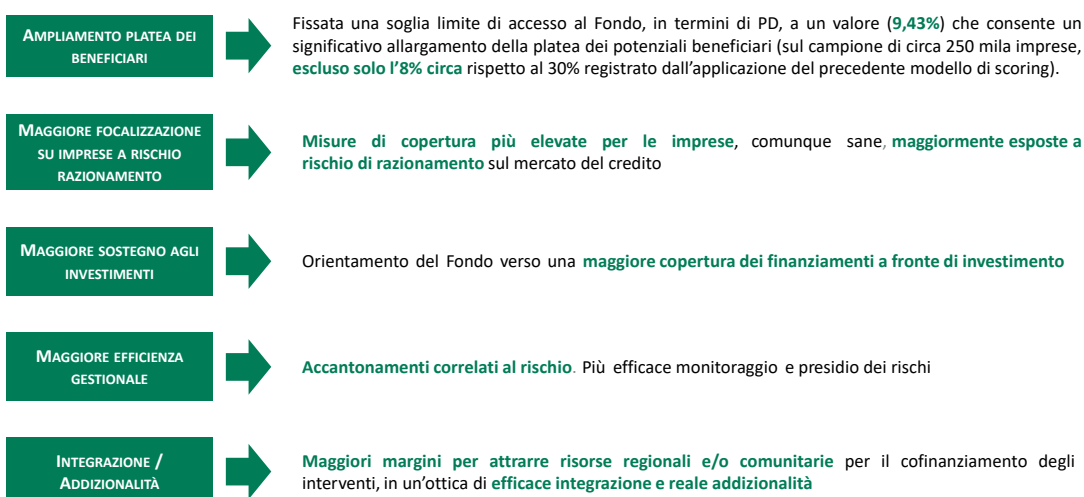 AMPLIAMENTO PLATEA DEI
BENEFICIARI
Fissata una soglia limite di accesso al Fondo, in termini di PD, a un valore (9,43%) che consente un
significativo allargamento della platea dei potenziali beneficiari (sul campione di circa 250 mila imprese,
escluso solo l'8% circa rispetto al 30% registrato dall'applicazione del precedente modello di scoring).
MAGGIORE FOCALIZZAZIONE
SU IMPRESE A RISCHIO
RAZIONAMENTO
Misure di copertura più elevate per le imprese, comunque sane, maggiormente esposte a
rischio di razionamento sul mercato del credito
MAGGIORE SOSTEGNO AGLI
INVESTIMENTI
Orientamento del Fondo verso una maggiore copertura dei finanziamenti a fronte di investimento
MAGGIORE EFFICIENZA
GESTIONALE
Accantonamenti correlati al rischio. Più efficace monitoraggio e presidio dei rischi
INTEGRAZIONE /
ADDIZIONALITÀ
Maggiori margini per attrarre risorse regionali e/o comunitarie per il cofinanziamento degli
interventi, in un'ottica di efficace integrazione e reale addizionalità